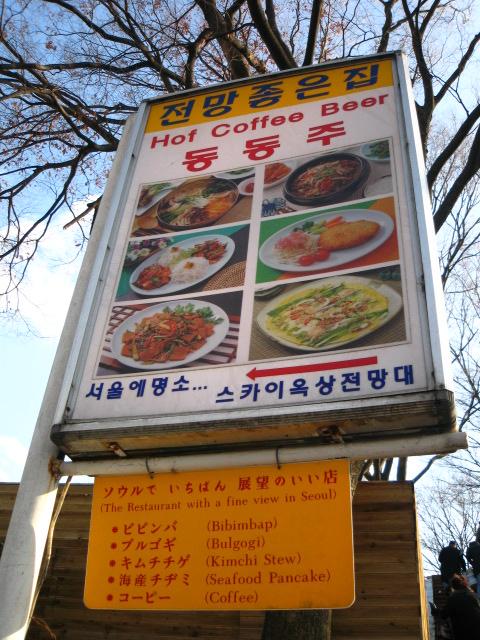 전망좋은집
Hof Coffee Beer
동동주
서울에명소... 스카이옥상전망대
ソウルで いちばん 展望のいい店
(The Restaurant with a fine view in Seoul)
● ビビンバ (Bibimbap)
● ブルゴギ (Bulgogi)
● キムチチゲ (Kimchi Stew)
● 海産チヂミ (Seafood Pancake)
● コーピー (Coffee)